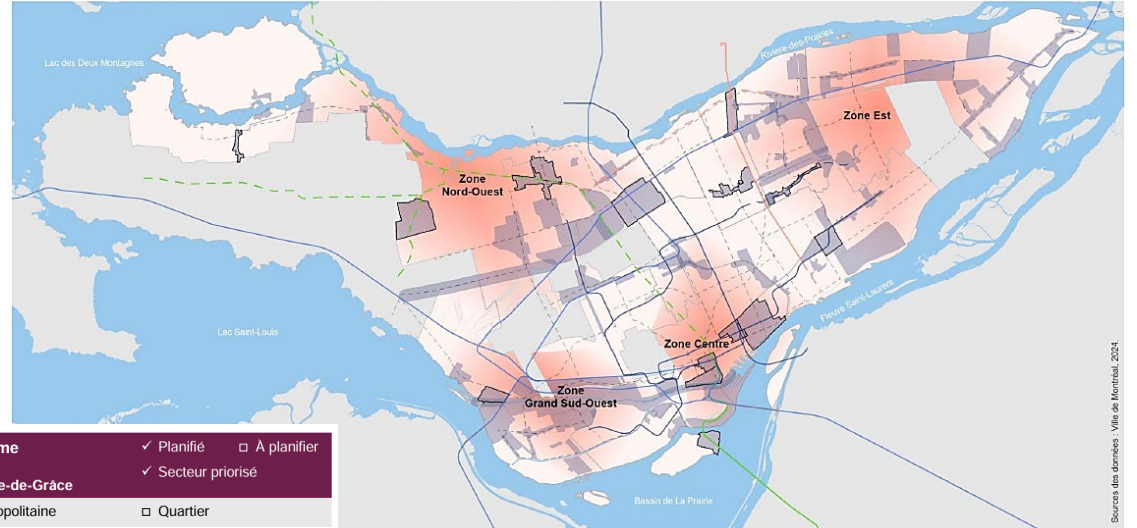 Lac des Deux Montagnes
Rivière-des-Prairies
Zone Est
Zone
Nord-Ouest
Fleuve Saint-Laurent
Lac Saint-Louis
Zone Centre
Zone
Grand Sud-Ouest
Bassin de La Prairie
Sources des données : Ville de Montréal, 2024.
me ✓ Planifié □ À planifier
✓ Secteur priorisé
e-de-Grâce
opolitaine □ Quartier